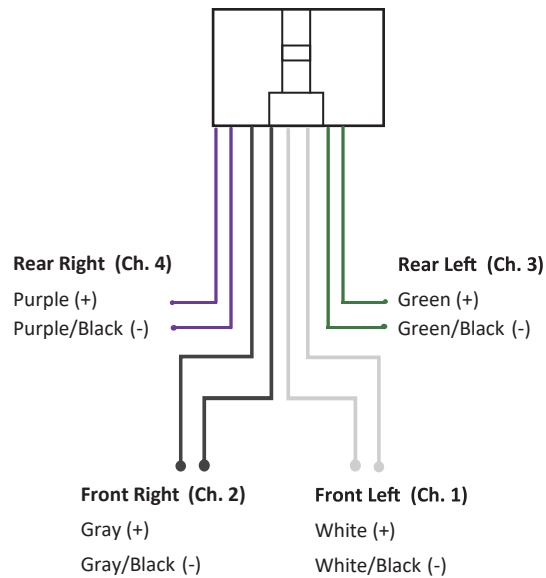 Rear Right (Ch. 4)
Purple (+)
Purple/Black (-)
Rear Left (Ch. 3)
Green (+)
Green/Black (-)
Front Right (Ch. 2)
Gray (+)
Gray/Black (-)
Front Left (Ch. 1)
White (+)
White/Black (-)